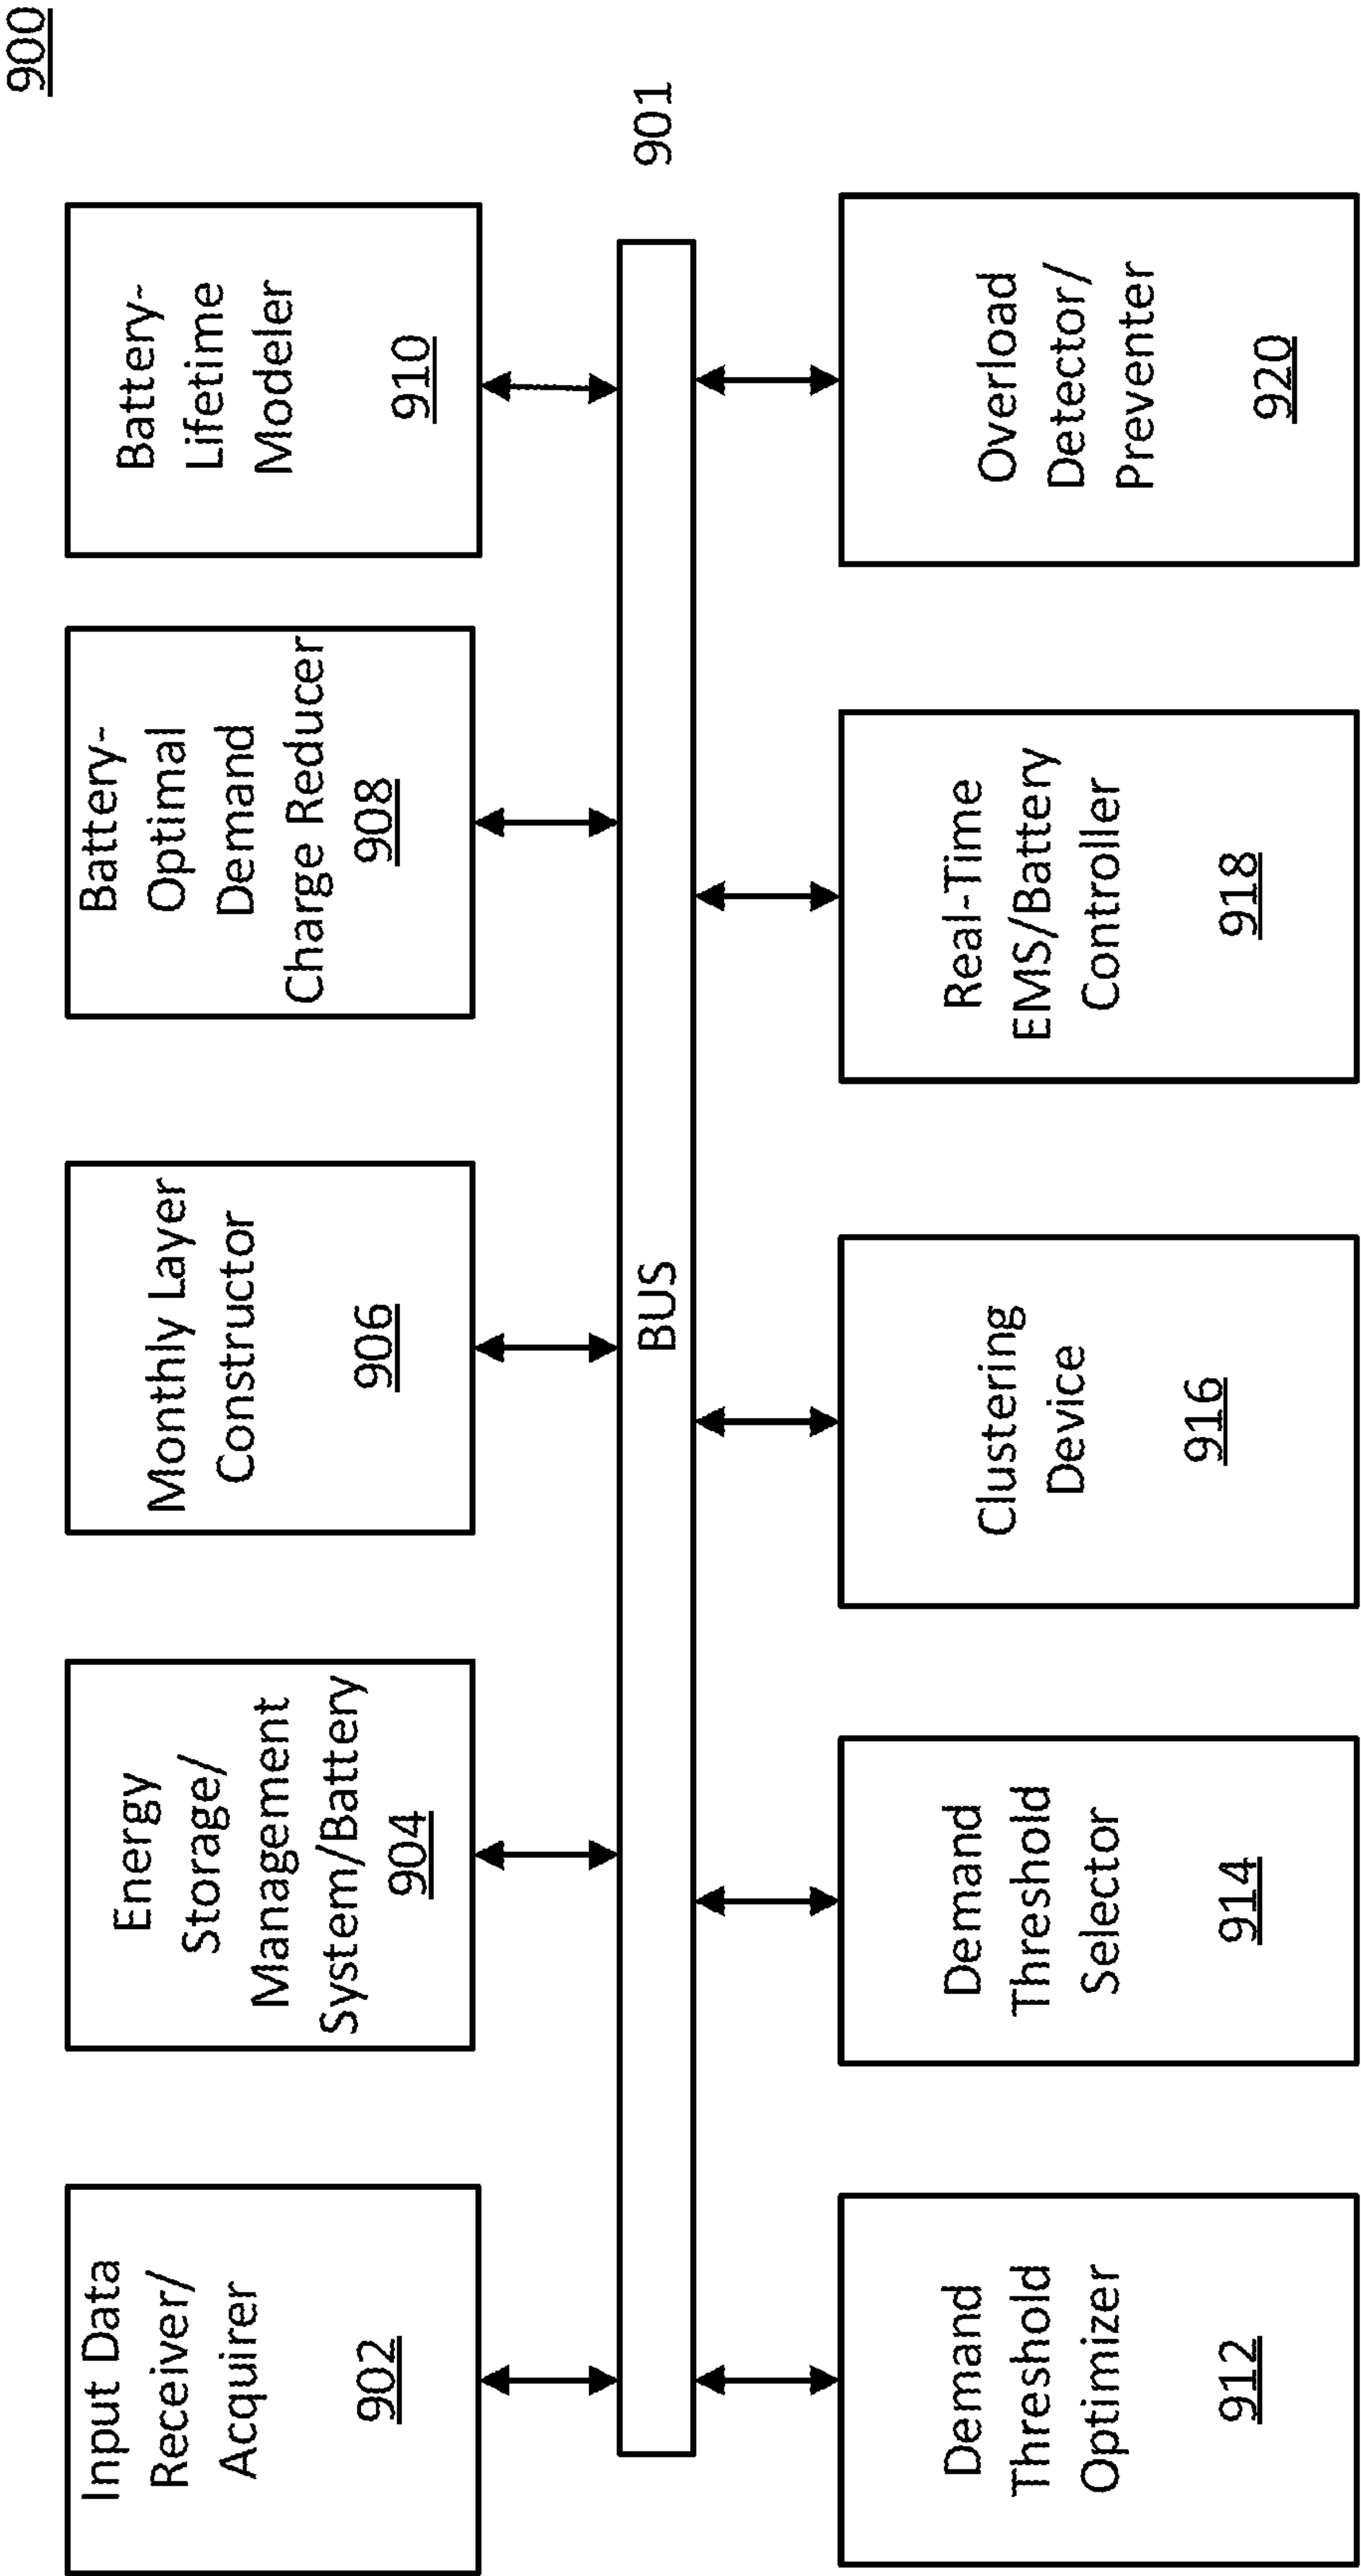 900
Input Data
Receiver/
Acquirer
902
Energy
Storage/
Management
System/Battery
904
Monthly Layer
Constructor
906
Battery-
Optimal
Demand
Charge Reducer
908
Battery-
Lifetime
Modeler
910
BUS
901
Demand
Threshold
Optimizer
912
Demand
Threshold
Selector
914
Clustering
Device
916
Real-Time
EMS/Battery
Controller
918
Overload
Detector/
Preventer
920